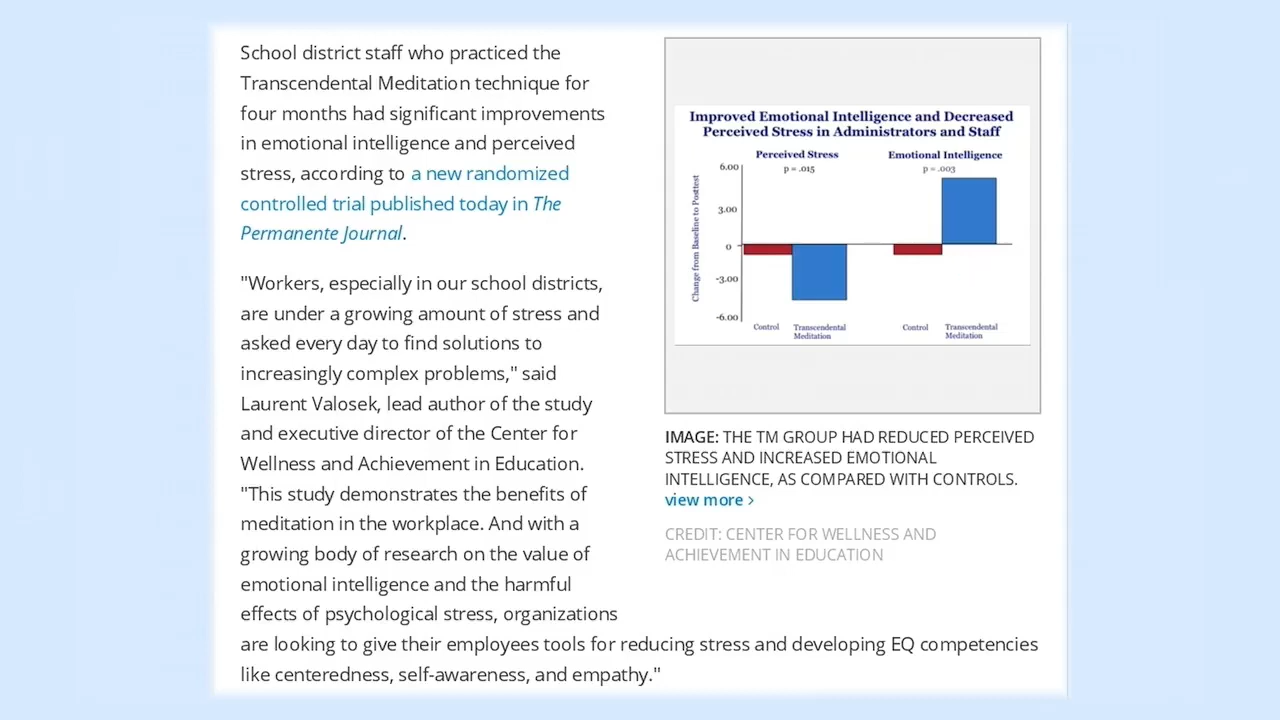 School district staff who practiced the
Transcendental Meditation technique for
four months had significant improvements
in emotional intelligence and perceived
stress, according to a new randomized
controlled trial published today in The
Permanente Journal.
"Workers, especially in our school districts,
are under a growing amount of stress and
asked every day to find solutions to
increasingly complex problems," said
Laurent Valosek, lead author of the study
and executive director of the Center for
Wellness and Achievement in Education.
"This study demonstrates the benefits of
meditation in the workplace. And with a
growing body of research on the value of
emotional intelligence and the harmful
effects of psychological stress, organizations
are looking to give their employees tools for reducing stress and developing EQ competencies
like centeredness, self-awareness, and empathy."
Improved Emotional Intelligence and Decreased
Perceived Stress in Administrators and Staff
Perceived Stress
p = .015
Emotional Intelligence
p = .003
Change from Baseline to Posttest
6.00
3.00
0
-3.00
-6.00
Control
Transcendental
Meditation
Control
Transcendental
Meditation
IMAGE: THE TM GROUP HAD REDUCED PERCEIVED
STRESS AND INCREASED EMOTIONAL
INTELLIGENCE, AS COMPARED WITH CONTROLS.
view more >
CREDIT: CENTER FOR WELLNESS AND
ACHIEVEMENT IN EDUCATION